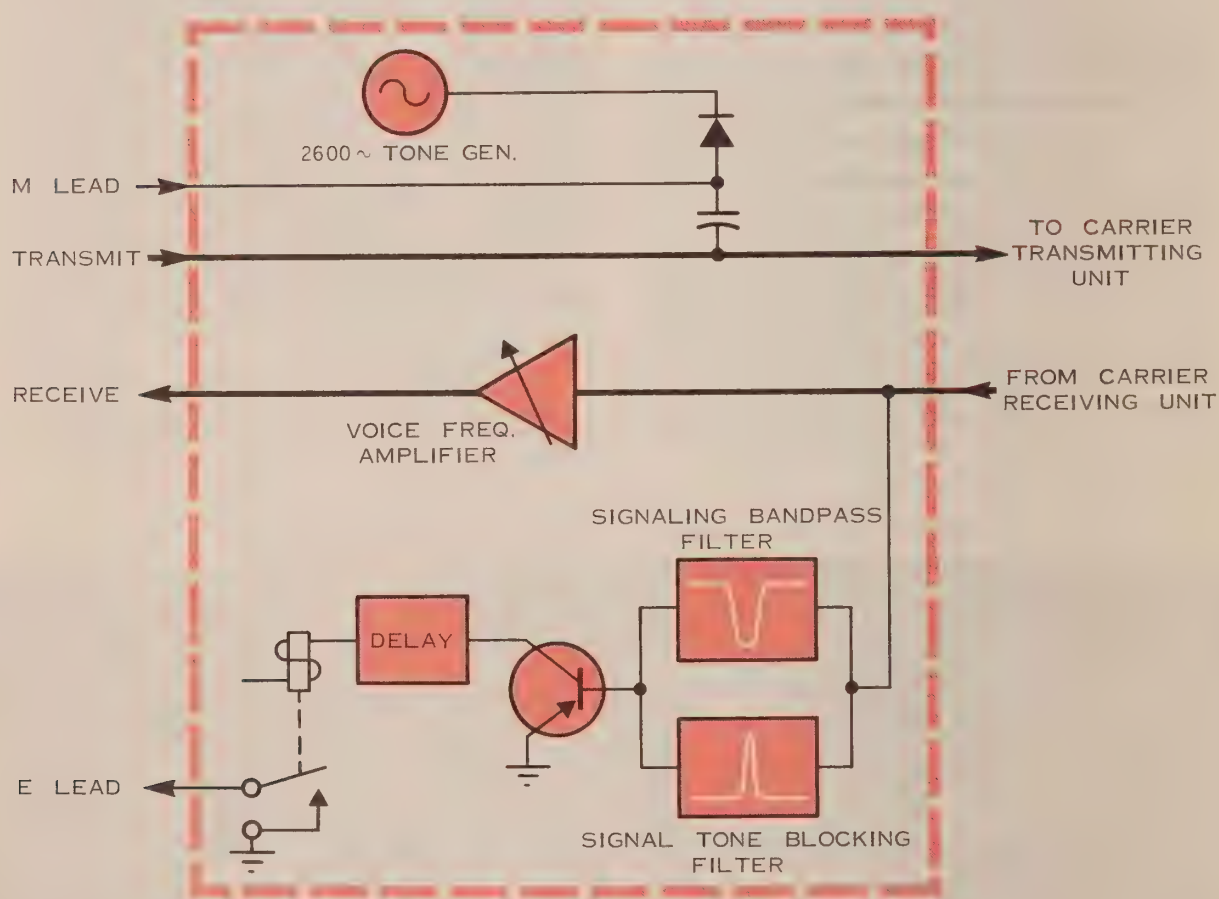 2600~ TONE GEN.
M LEAD
TRANSMIT
TO CARRIER
TRANSMITTING
UNIT
RECEIVE
VOICE FREQ.
AMPLIFIER
FROM CARRIER
RECEIVING UNIT
SIGNALING BANDPASS
FILTER
DELAY
E LEAD
SIGNAL TONE BLOCKING
FILTER